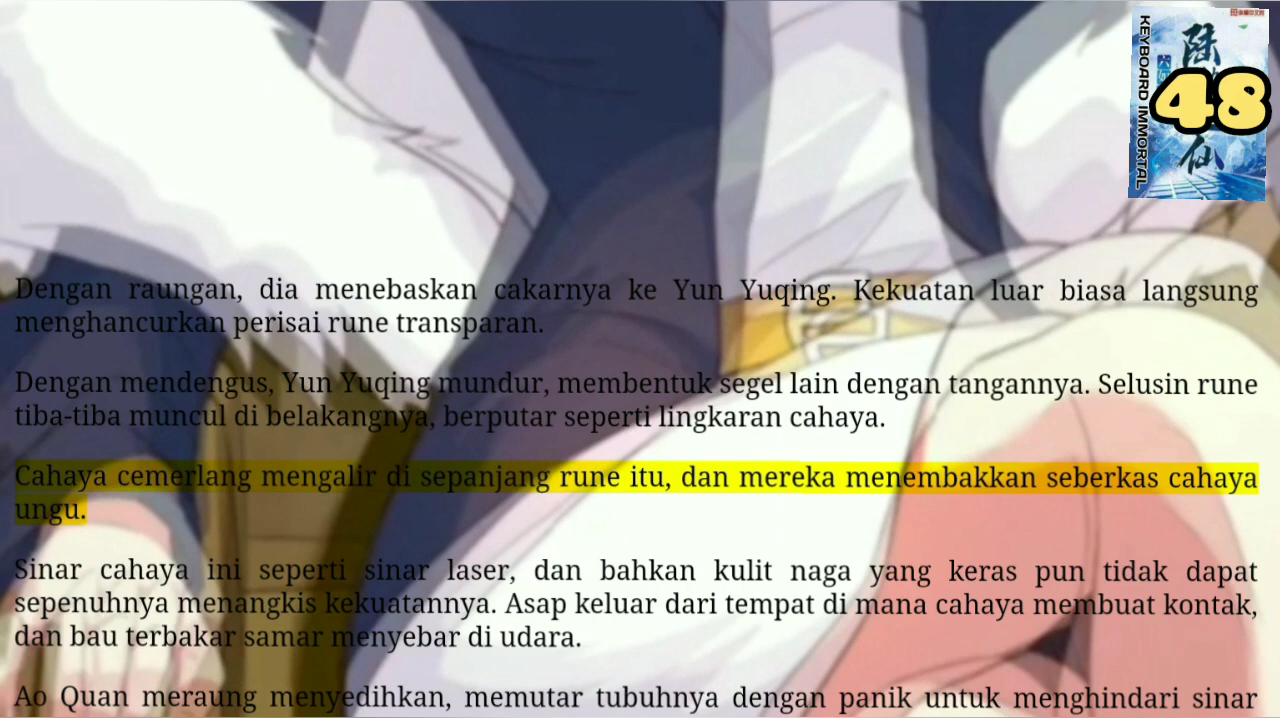 KEYBOARD IMMORTAL
48
Dengan raungan, dia menebaskan cakarnya ke Yun Yuqing. Kekuatan luar biasa langsung
menghancurkan perisai rune transparan.
Dengan mendengus, Yun Yuqing mundur, membentuk segel lain dengan tangannya. Selusin rune
tiba-tiba muncul di belakangnya, berputar seperti lingkaran cahaya.
Cahaya cemerlang mengalir di sepanjang rune itu, dan mereka menembakkan seberkas cahaya
ungu.
Sinar cahaya ini seperti sinar laser, dan bahkan kulit naga yang keras pun tidak dapat
sepenuhnya menangkis kekuatannya. Asap keluar dari tempat di mana cahaya membuat kontak,
dan bau terbakar samar menyebar di udara.
Ao Quan meraung menyedihkan, memutar tubuhnya dengan panik untuk menghindari sinar